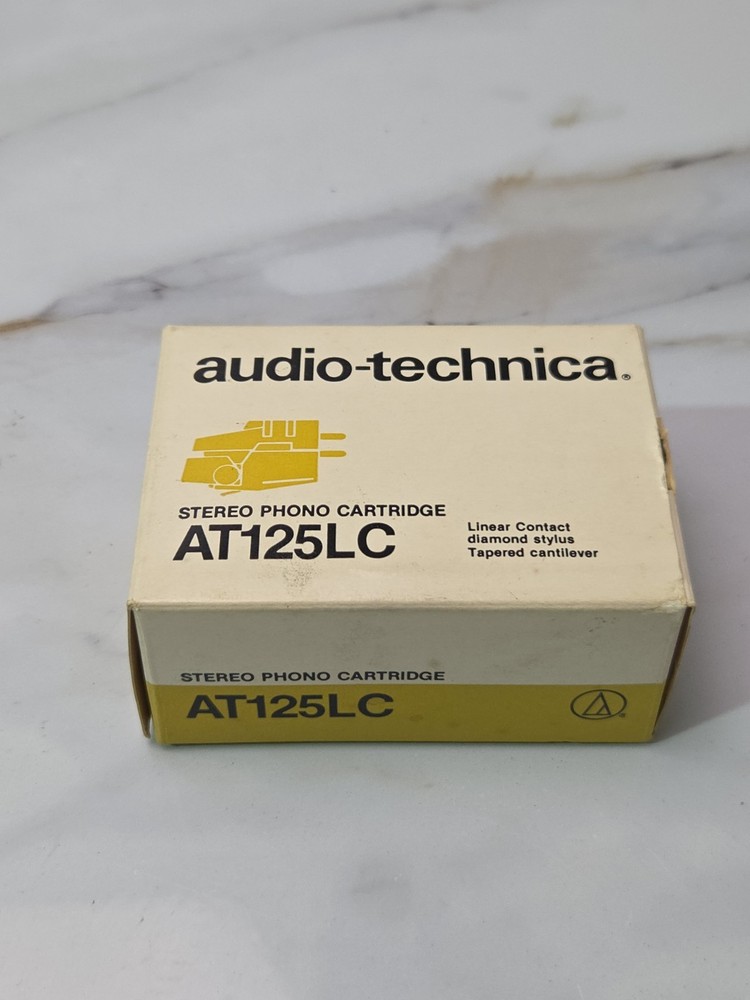 audio-technica®
STEREO PHONO CARTRIDGE
AT125LC
Linear Contact
diamond stylus
Tapered cantilever
STEREO PHONO CARTRIDGE
AT125LC